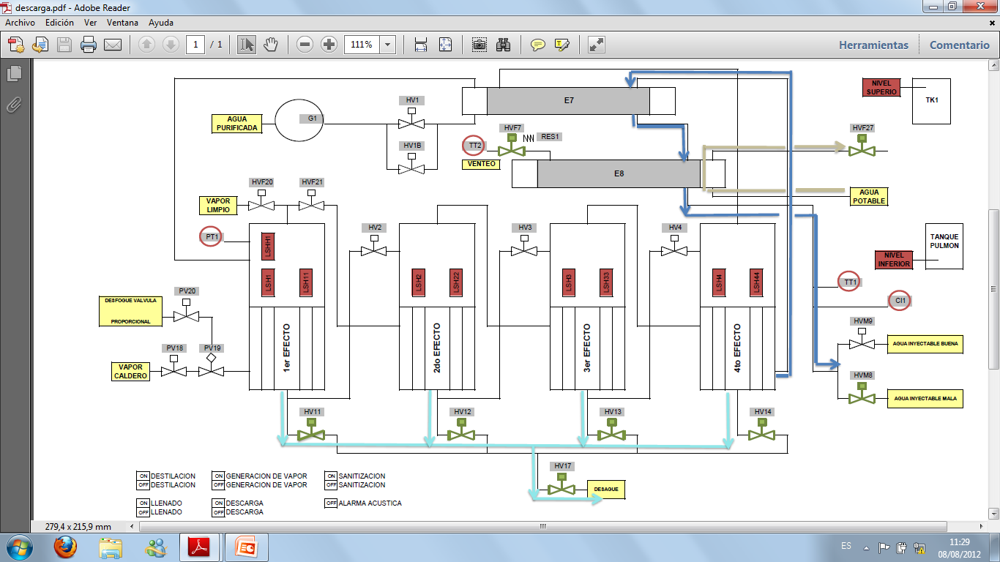 descarga.pdf - Adobe Reader
Archivo Edición Ver Ventana Ayuda
1 / 1
111%
Herramientas Comentario
AGUA
PURIFICADA
G1
HV1
HV1B
E7
TT2
VENTEO
HVF7
RES1
E8
NIVEL
SUPERIO
TK1
HVF27
AGUA
POTABLE
HVF20
HVF21
VAPOR
LIMPIO
PT1
LSHH1
LSH1
LSH11
HV2
LSH2
LSH22
HV3
LSH3
LSH33
HV4
LSH4
LSH44
TANQUE
PULMON
NIVEL
INFERIOR
TT1
CI1
DESFOGUE VALVULA
PROPORCIONAL
PV20
PV18
PV19
VAPOR
CALDERO
1er EFECTO
2do EFECTO
3er EFECTO
4to EFECTO
HVM9
AGUA INYECTABLE BUENA
HVM8
AGUA INYECTABLE MALA
HV11
HV12
HV13
HV14
HV17
DESAGUE
ON DESTILACION
OFF DESTILACION
ON GENERACION DE VAPOR
OFF GENERACION DE VAPOR
ON SANITIZACION
OFF SANITIZACION
ON LLENADO
OFF LLENADO
ON DESCARGA
OFF DESCARGA
OFF ALARMA ACUSTICA
279,4 x 215,9 mm
ES
11:29
08/08/2012